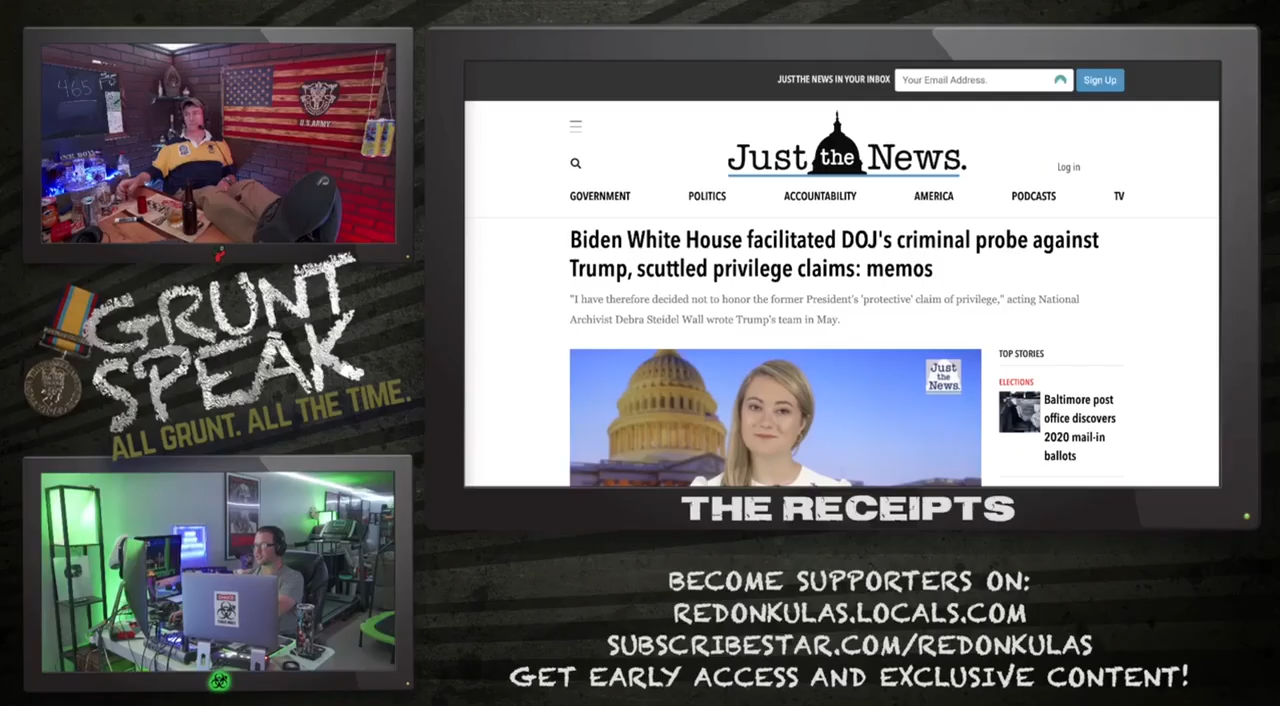 465
U.S. ARMY
GRUNT
SPEAK
ALL GRUNT. ALL THE TIME.
JUST THE NEWS IN YOUR INBOX
Your Email Address.
Sign Up
Just the News.
Log in
GOVERNMENT
POLITICS
ACCOUNTABILITY
AMERICA
PODCASTS
TV
Biden White House facilitated DOJ's criminal probe against
Trump, scuttled privilege claims: memos
"I have therefore decided not to honor the former President's 'protective' claim of privilege," acting National
Archivist Debra Steidel Wall wrote Trump's team in May.
Just
the
News.
TOP STORIES
ELECTIONS
Baltimore post
office discovers
2020 mail-in
ballots
THE RECEIPTS
BECOME SUPPORTERS ON:
REDONKULAS.LOCALS.COM
SUBSCRIBESTAR.COM/REDONKULAS
GET EARLY ACCESS AND EXCLUSIVE CONTENT!